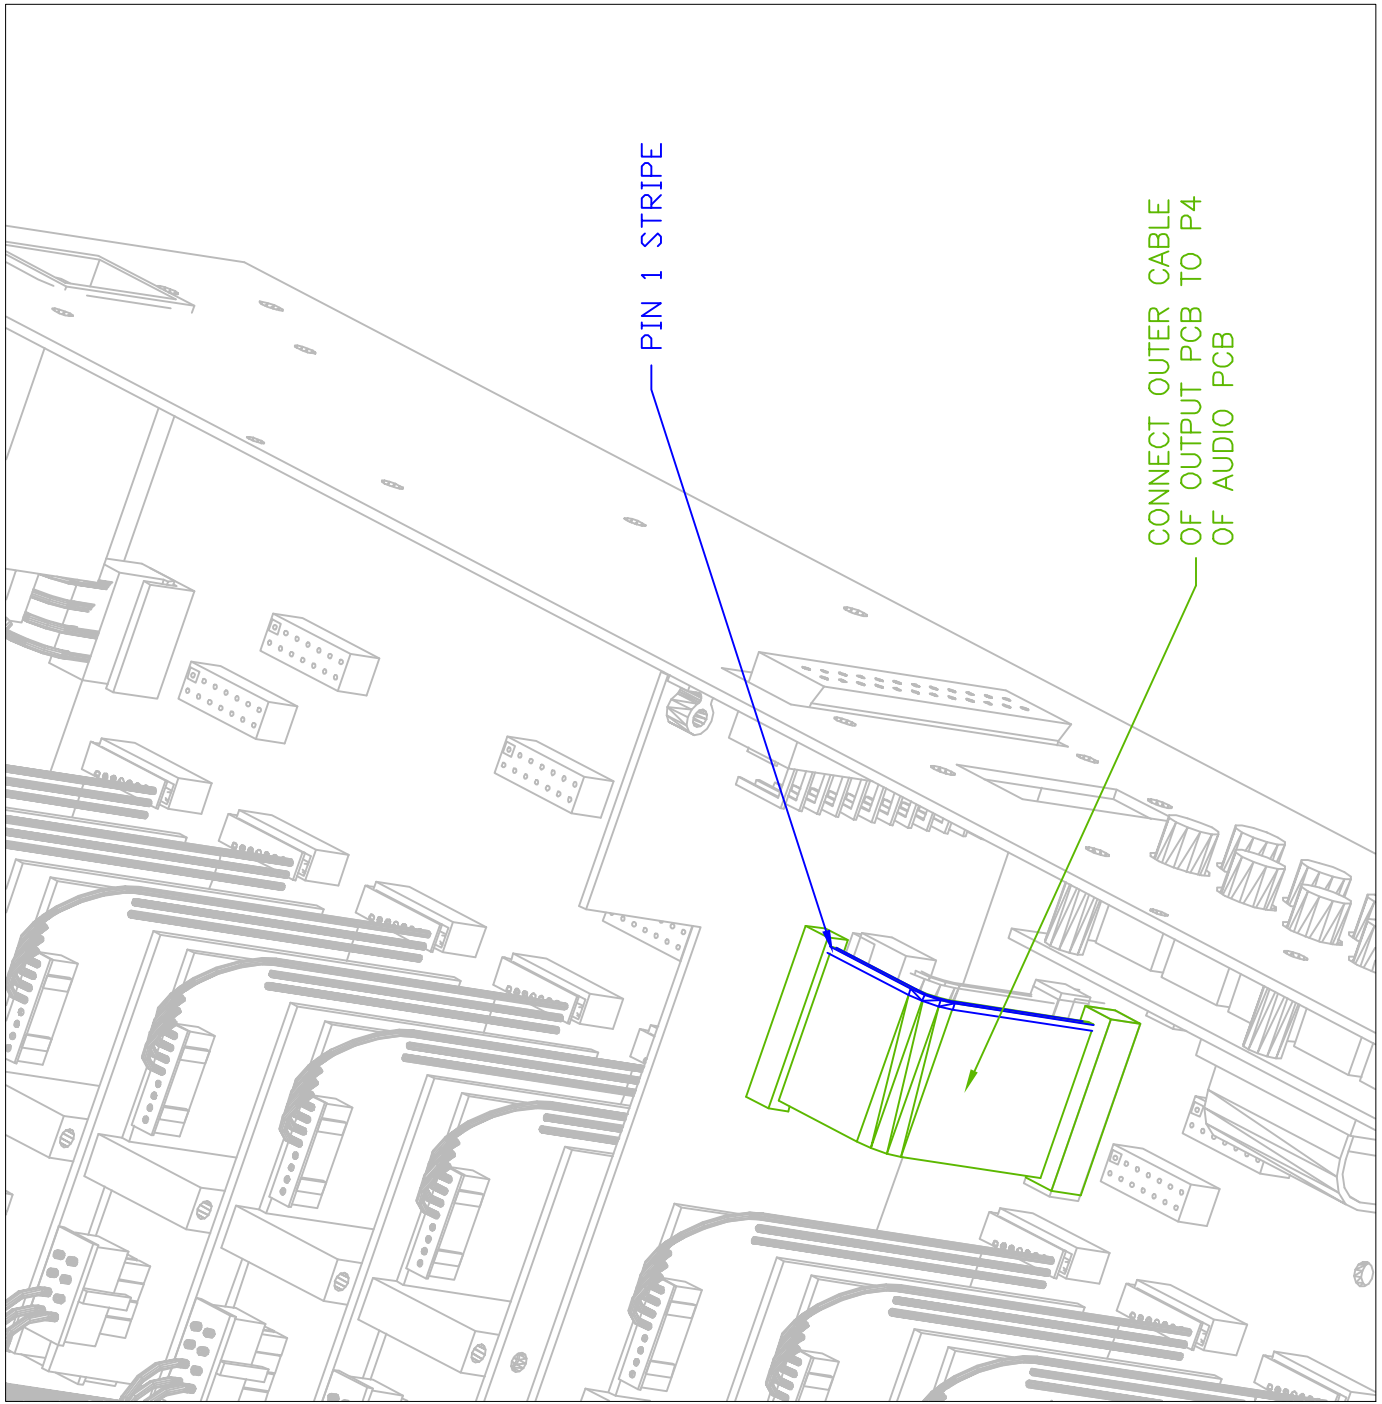 PIN 1 STRIPE
CONNECT OUTER CABLE
OF OUTPUT PCB TO P4
OF AUDIO PCB